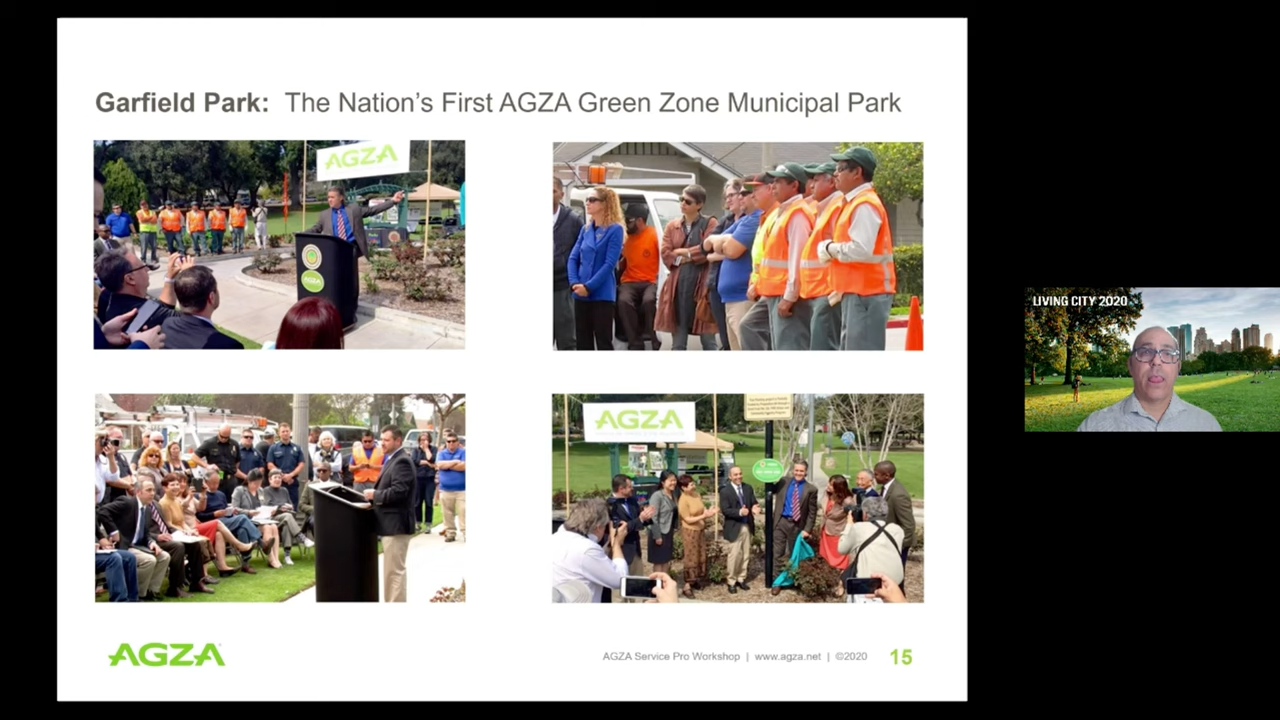 Garfield Park: The Nation's First AGZA Green Zone Municipal Park
AGZA
AGZA
AGZA
LIVING CITY 2020
AGZA
AGZA Service Pro Workshop | www.agza.net | ©2020 15